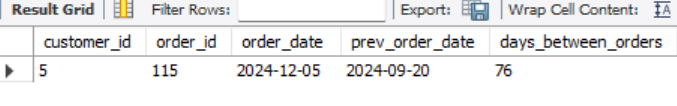 Result Grid Filter Rows: Export: Wrap Cell Content: IA
customer_id order_id order_date prev_order_date days_between_orders
5 115 2024-12-05 2024-09-20 76